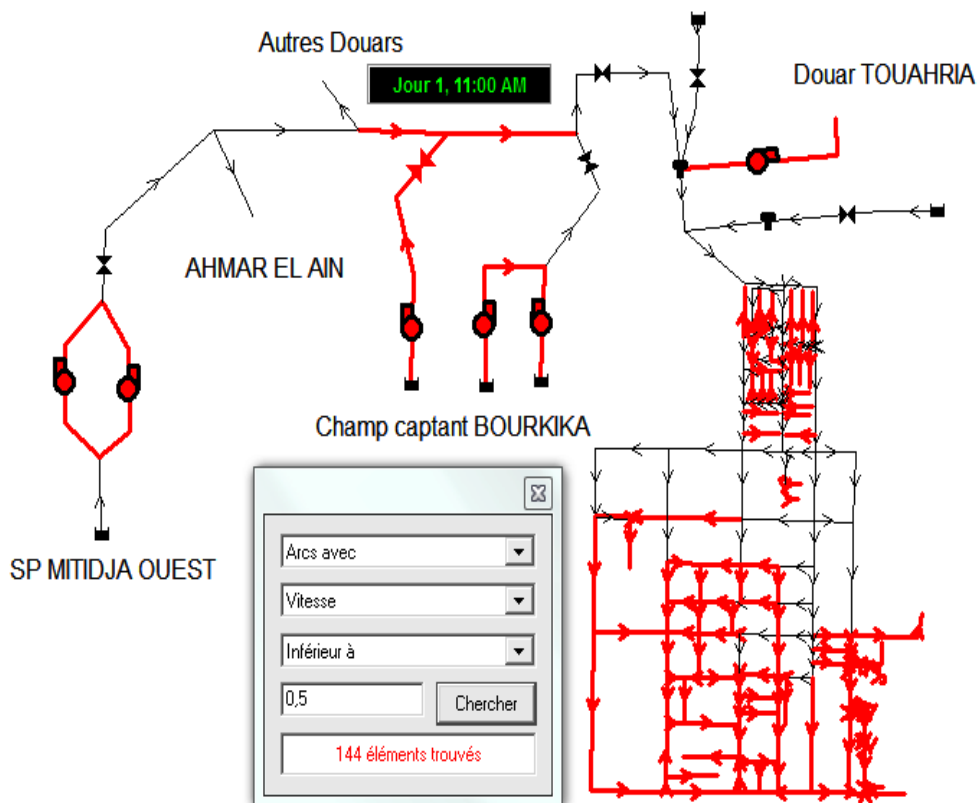 Autres Douars
Jour 1, 11:00 AM
Douar TOUAHRIA
AHMAR EL AIN
Champ captant BOURKIKA
SP MITIDJA OUEST
Arcs avec
Vitesse
Inférieur à
0,5
Chercher
144 éléments trouvés